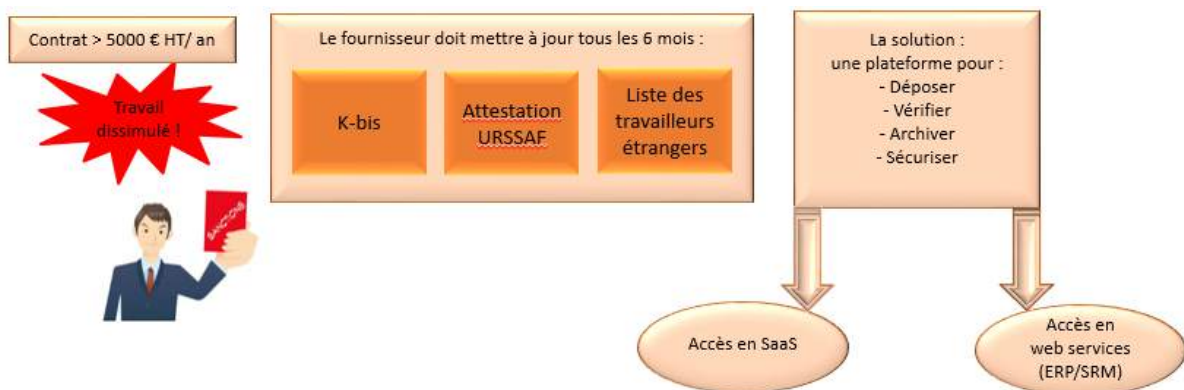 Contrat > 5000 € HT/ an
Travail
dissimulé !
SANCTIONS
Le fournisseur doit mettre à jour tous les 6 mois :
K-bis
Attestation
URSSAF
Liste des
travailleurs
étrangers
La solution :
une plateforme pour :
- Déposer
- Vérifier
- Archiver
- Sécuriser
Accès en SaaS
Accès en
web services
(ERP/SRM)